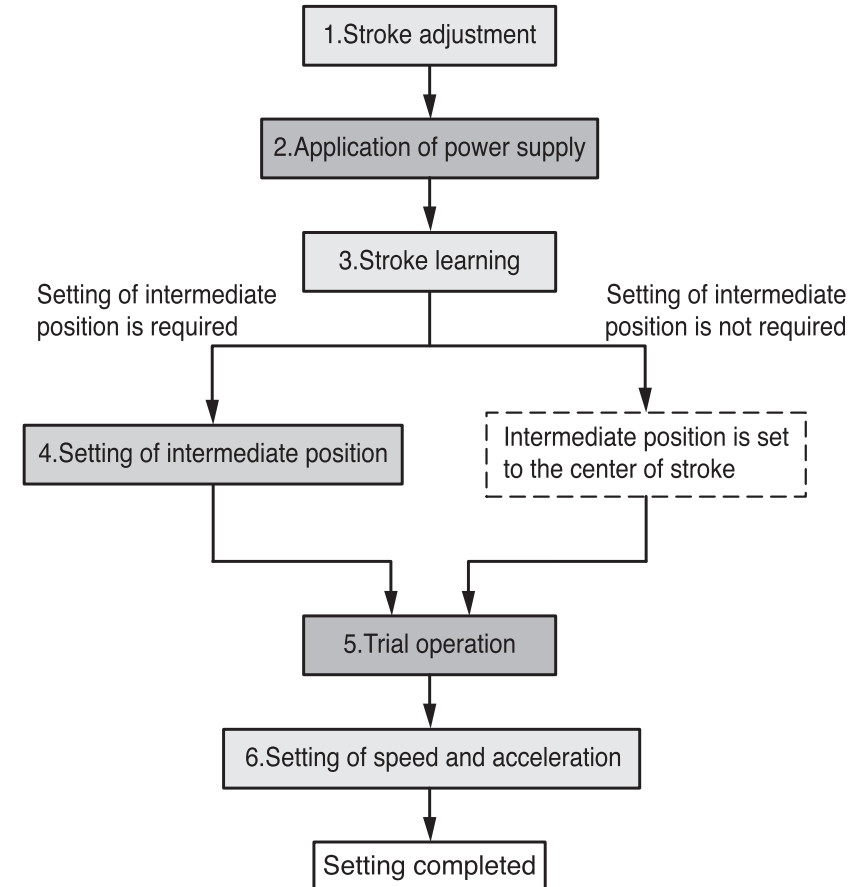 1.Stroke adjustment
2.Application of power supply
3.Stroke learning
Setting of intermediate
position is required
Setting of intermediate
position is not required
4.Setting of intermediate position
Intermediate position is set
to the center of stroke
5.Trial operation
6.Setting of speed and acceleration
Setting completed